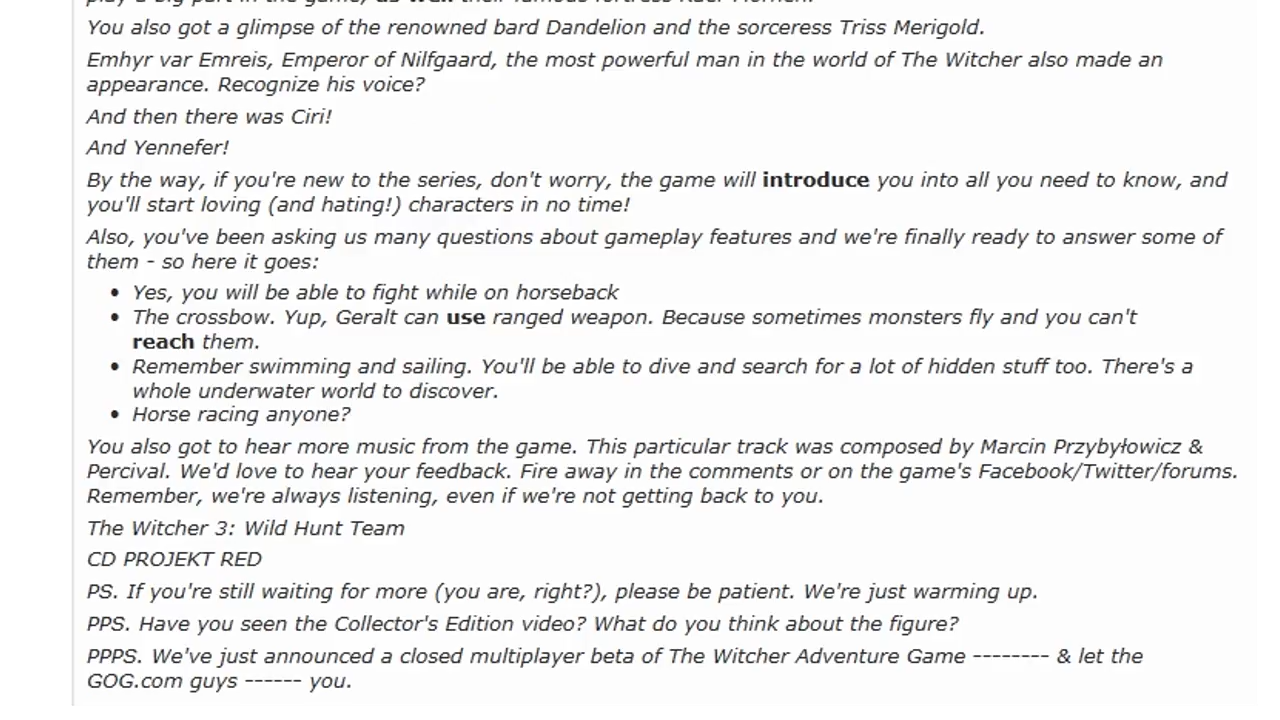 You also got a glimpse of the renowned bard Dandelion and the sorceress Triss Merigold.
Emhyr var Emreis, Emperor of Nilfgaard, the most powerful man in the world of The Witcher also made an
appearance. Recognize his voice?
And then there was Ciri!
And Yennefer!
By the way, if you're new to the series, don't worry, the game will introduce you into all you need to know, and
you'll start loving (and hating!) characters in no time!
Also, you've been asking us many questions about gameplay features and we're finally ready to answer some of
them - so here it goes:
• Yes, you will be able to fight while on horseback
• The crossbow. Yup, Geralt can use ranged weapon. Because sometimes monsters fly and you can't
reach them.
• Remember swimming and sailing. You'll be able to dive and search for a lot of hidden stuff too. There's a
whole underwater world to discover.
• Horse racing anyone?
You also got to hear more music from the game. This particular track was composed by Marcin Przybyłowicz &
Percival. We'd love to hear your feedback. Fire away in the comments or on the game's Facebook/Twitter/forums.
Remember, we're always listening, even if we're not getting back to you.
The Witcher 3: Wild Hunt Team
CD PROJEKT RED
PS. If you're still waiting for more (you are, right?), please be patient. We're just warming up.
PPS. Have you seen the Collector's Edition video? What do you think about the figure?
PPPS. We've just announced a closed multiplayer beta of The Witcher Adventure Game -------- & let the
GOG.com guys ------ you.